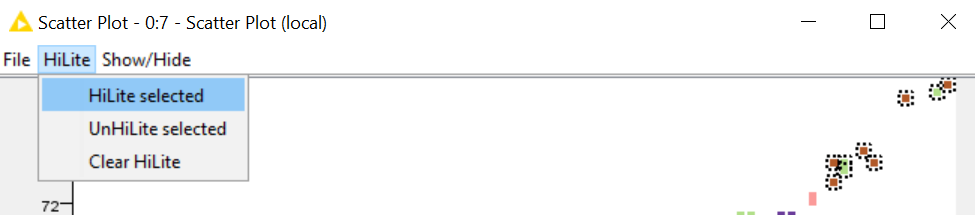 Scatter Plot - 0:7 - Scatter Plot (local)
File HiLite Show/Hide
HiLite selected
UnHiLite selected
Clear HiLite
72